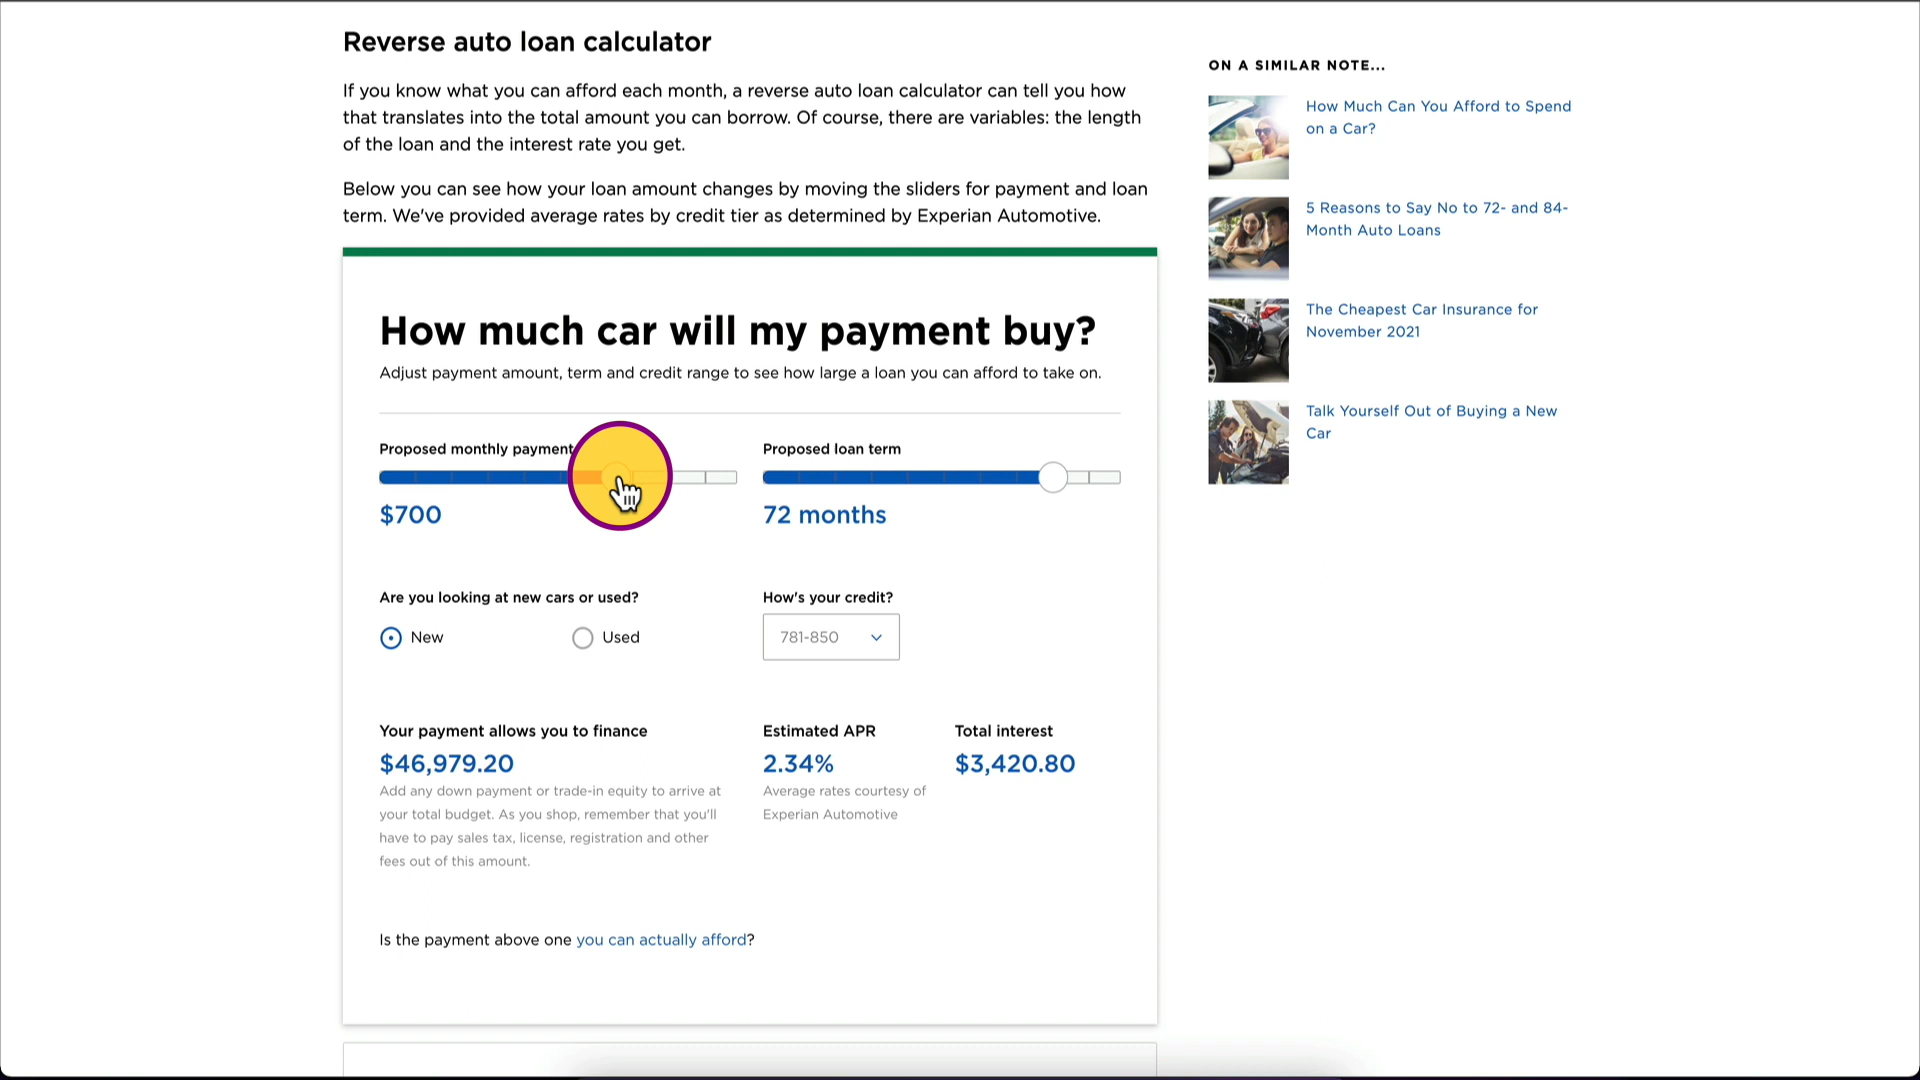 Reverse auto loan calculator
If you know what you can afford each month, a reverse auto loan calculator can tell you how
that translates into the total amount you can borrow. Of course, there are variables: the length
of the loan and the interest rate you get.
Below you can see how your loan amount changes by moving the sliders for payment and loan
term. We've provided average rates by credit tier as determined by Experian Automotive.
How much car will my payment buy?
Adjust payment amount, term and credit range to see how large a loan you can afford to take on.
Proposed monthly payment
$700
Proposed loan term
72 months
Are you looking at new cars or used?
New
Used
How's your credit?
781-850
Your payment allows you to finance
$46,979.20
Add any down payment or trade-in equity to arrive at
your total budget. As you shop, remember that you'll
have to pay sales tax, license, registration and other
fees out of this amount.
Estimated APR
2.34%
Average rates courtesy of
Experian Automotive
Total interest
$3,420.80
Is the payment above one you can actually afford?
ON A SIMILAR NOTE...
How Much Can You Afford to Spend
on a Car?
5 Reasons to Say No to 72- and 84-
Month Auto Loans
The Cheapest Car Insurance for
November 2021
Talk Yourself Out of Buying a New
Car